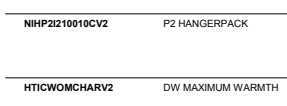 NIHP2I210010CV2 P2 HANGERPACK
HTICWOMCHARV2 DW MAXIMUM WARMTH